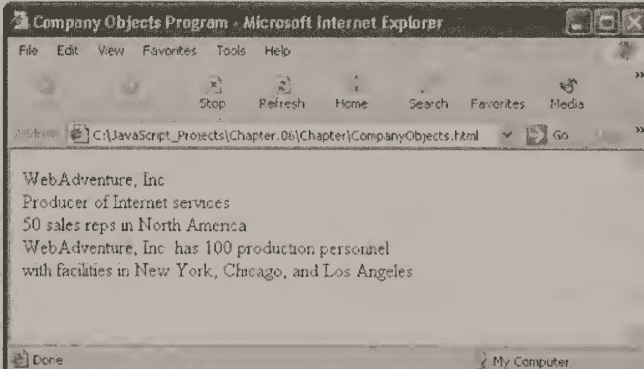 Company Objects Program - Microsoft Internet Explorer
File Edit View Favorites Tools Help
Stop Refresh Home Search Favorites Media »
C:\JavaScript_Projects\Chapter.06\Chapter\CompanyObjects.html Go »
WebAdventure, Inc
Producer of Internet services
50 sales reps in North America
WebAdventure, Inc has 100 production personnel
with facilities in New York, Chicago, and Los Angeles
Done My Computer